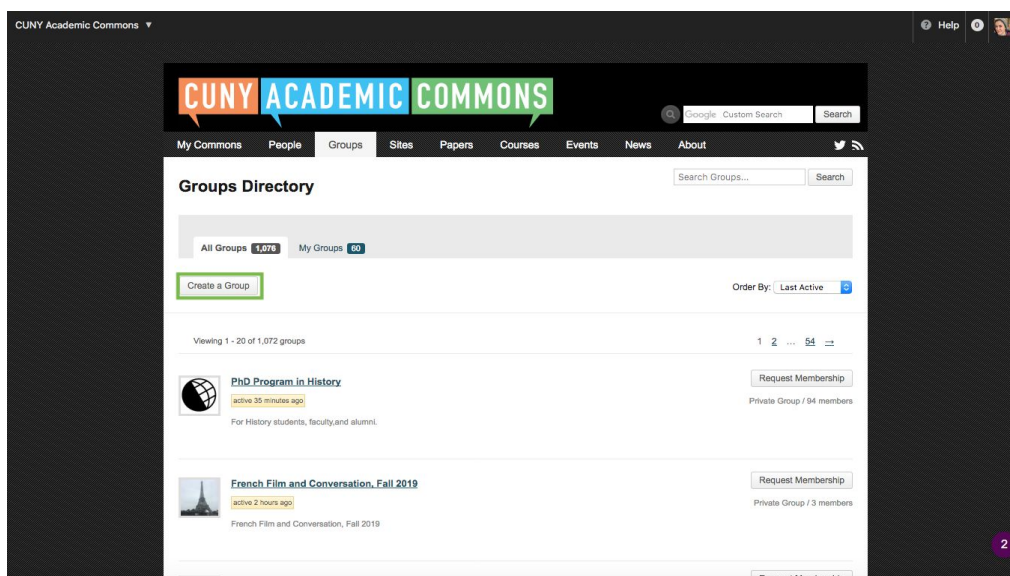 CUNY Academic Commons ▼
Help 0
CUNY ACADEMIC COMMONS
Google Custom Search Search
My Commons People Groups Sites Papers Courses Events News About
Groups Directory
Search Groups... Search
All Groups 1,076 My Groups 60
Create a Group
Order By: Last Active
Viewing 1 - 20 of 1,072 groups
1 2 ... 54 →
PhD Program in History
Request Membership
active 35 minutes ago
Private Group / 94 members
For History students, faculty,and alumni.
French Film and Conversation, Fall 2019
Request Membership
active 2 hours ago
Private Group / 3 members
French Film and Conversation, Fall 2019
2